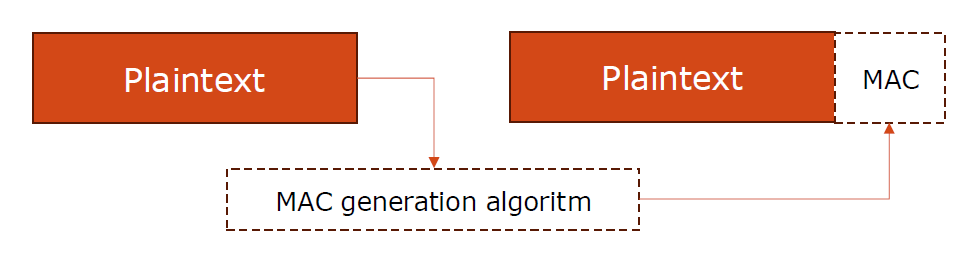 Plaintext
Plaintext
MAC
MAC generation algoritm